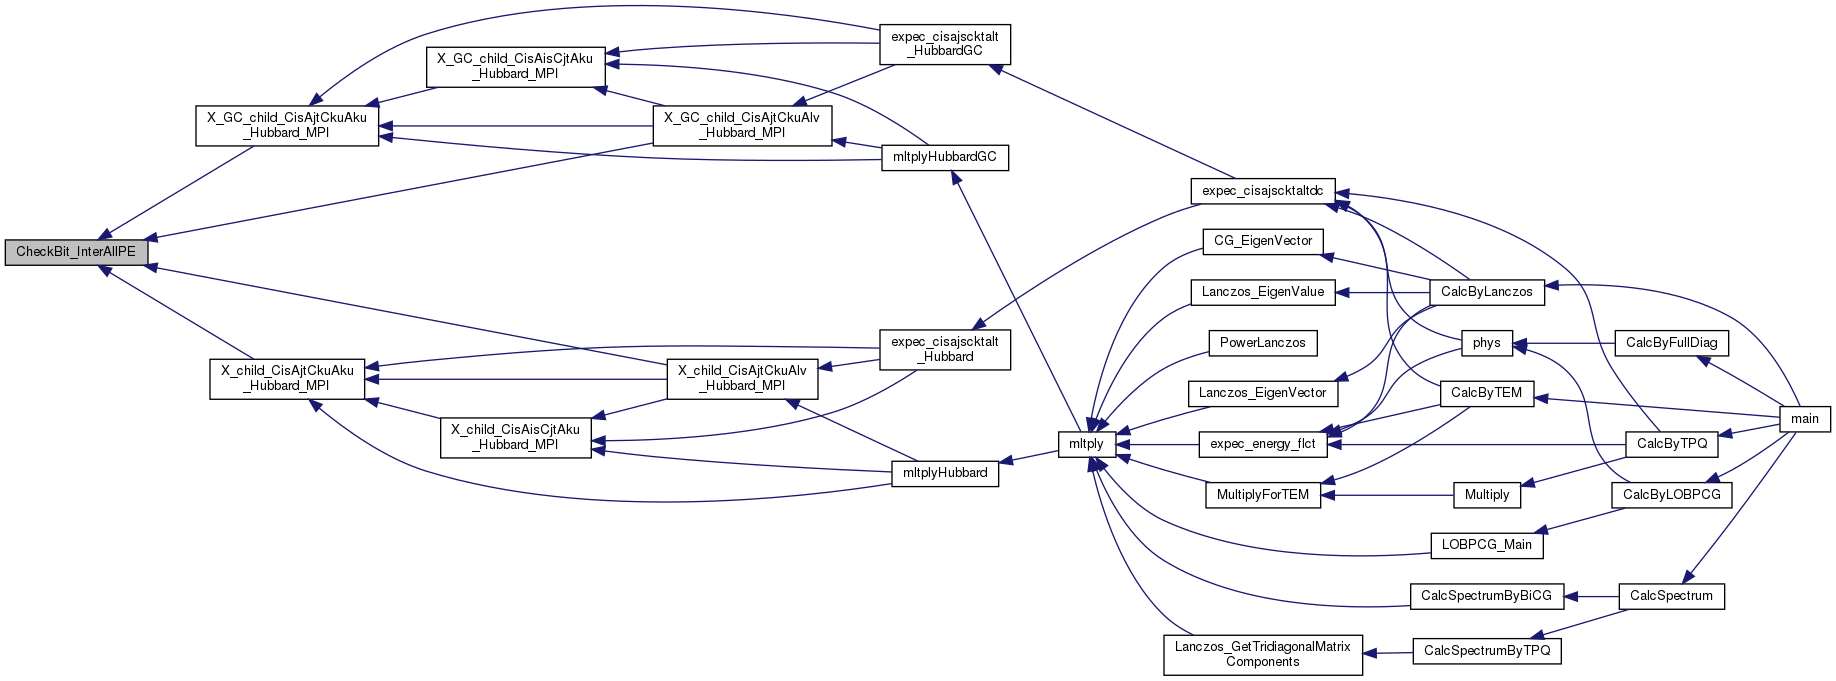 CheckBit_InterAllPE
X_GC_child_CisAjtCkuAku
_Hubbard_MPI
X_GC_child_CisAisCjtAku
_Hubbard_MPI
X_GC_child_CisAjtCkuAlv
_Hubbard_MPI
expec_cisajscktalt
_HubbardGC
mltplyHubbardGC
X_child_CisAjtCkuAku
_Hubbard_MPI
X_child_CisAisCjtAku
_Hubbard_MPI
X_child_CisAjtCkuAlv
_Hubbard_MPI
expec_cisajscktalt
_Hubbard
mltplyHubbard
mltply
expec_cisajscktaltdc
CG_EigenVector
Lanczos_EigenValue
PowerLanczos
Lanczos_EigenVector
expec_energy_flct
MultiplyForTEM
LOBPCG_Main
CalcSpectrumByBiCG
Lanczos_GetTridiagonalMatrix
Components
CalcByLanczos
phys
CalcByTEM
Multiply
CalcSpectrumByTPQ
CalcByFullDiag
CalcByTPQ
CalcByLOBPCG
CalcSpectrum
main